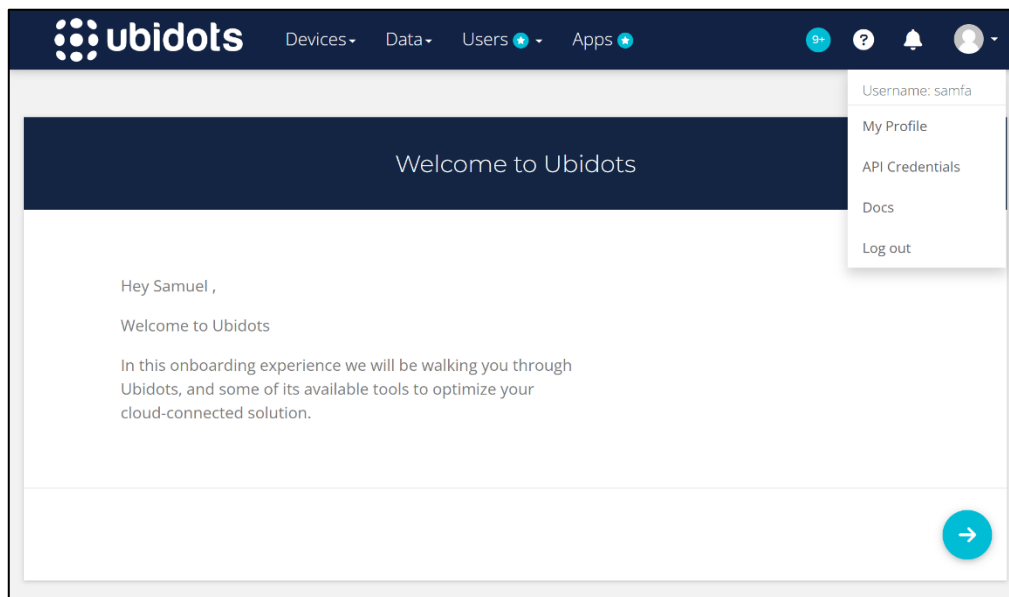 ubidots Devices Data Users Apps 9+ ?
Username: samfa
My Profile
API Credentials
Docs
Log out
Welcome to Ubidots
Hey Samuel ,
Welcome to Ubidots
In this onboarding experience we will be walking you through
Ubidots, and some of its available tools to optimize your
cloud-connected solution.